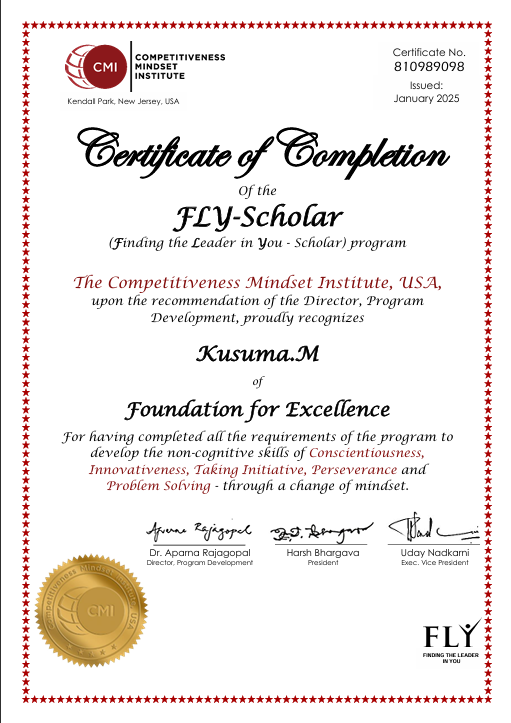 CMI
COMPETITIVENESS
MINDSET
INSTITUTE
Kendall Park, New Jersey, USA
Certificate No.
810989098
Issued:
January 2025
Certificate of Completion
Of the
FLY-Scholar
(Finding the Leader in You - Scholar) program
The Competitiveness Mindset Institute, USA,
upon the recommendation of the Director, Program
Development, proudly recognizes
Kusuma.M
of
Foundation for Excellence
For having completed all the requirements of the program to
develop the non-cognitive skills of Conscientiousness,
Innovativeness, Taking Initiative, Perseverance and
Problem Solving - through a change of mindset.
Aparna Rajagopal
Dr. Aparna Rajagopal
Director, Program Development
Harsh Bhargava
President
Uday Nadkarni
Exec. Vice President
Competitiveness Mindset Institute, USA
CMI
FLY
FINDING THE LEADER
IN YOU